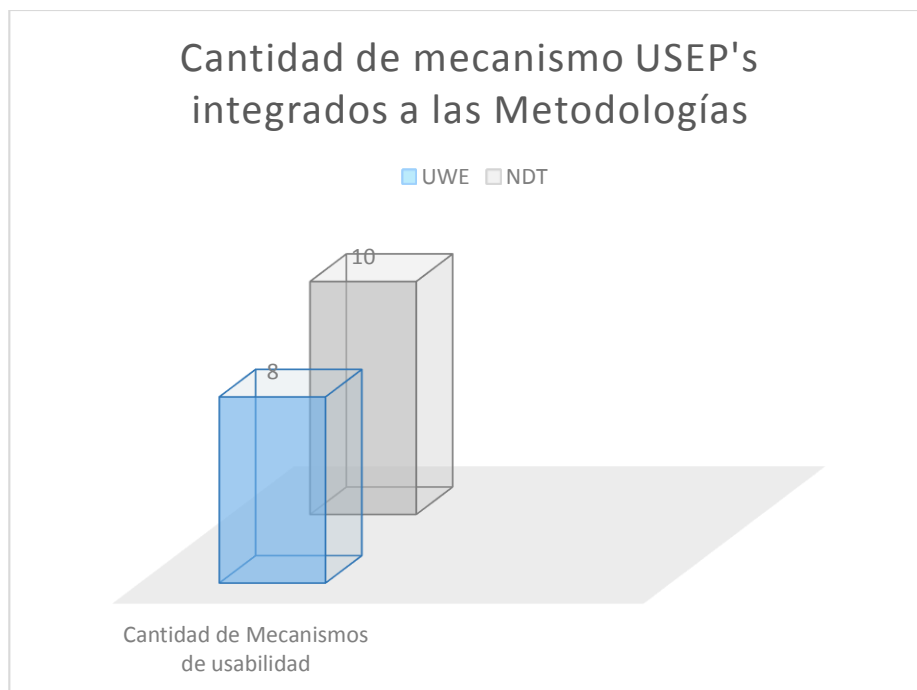 Cantidad de mecanismo USEP's
integrados a las Metodologías
UWE NDT
10
8
Cantidad de Mecanismos
de usabilidad